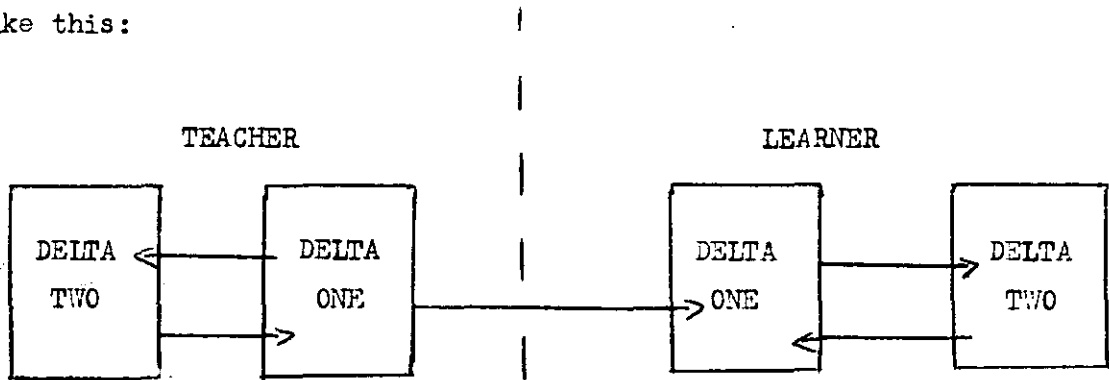 ke this:
TEACHER LEARNER
DELTA DELTA DELTA DELTA
TWO ONE ONE TWO